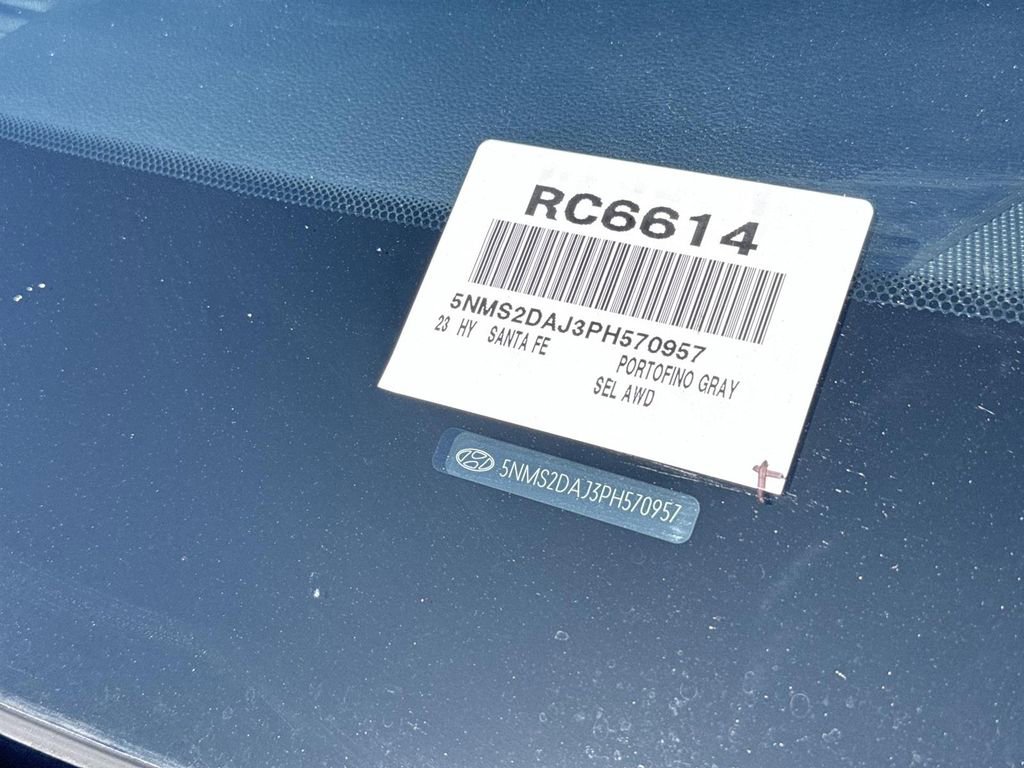 RC6614
5NMS2DAJ3PH570957
23 HY SANTA FE
PORTOFINO GRAY
SEL AWD
5NMS2DAJ3PH570957